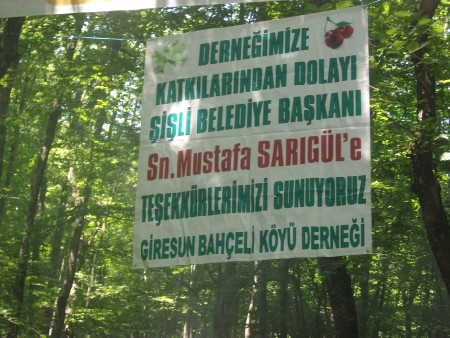 DERNEĞİMİZE
KATKILARINDAN DOLAYI
ŞİŞLİ BELEDİYE BAŞKANI
Sn.Mustafa SARIGÜL'e
TEŞEKKÜRLERİMİZİ SUNUYORUZ
GİRESUN BAHÇELİ KÖYÜ DERNEĞİ